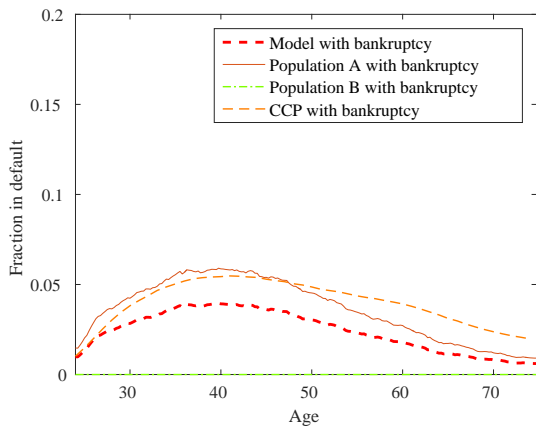 0.2
Model with bankruptcy
Population A with bankruptcy
Population B with bankruptcy
CCP with bankruptcy
0.15
0.1
0.05
0
Fraction in default
30 40 50 60 70
Age